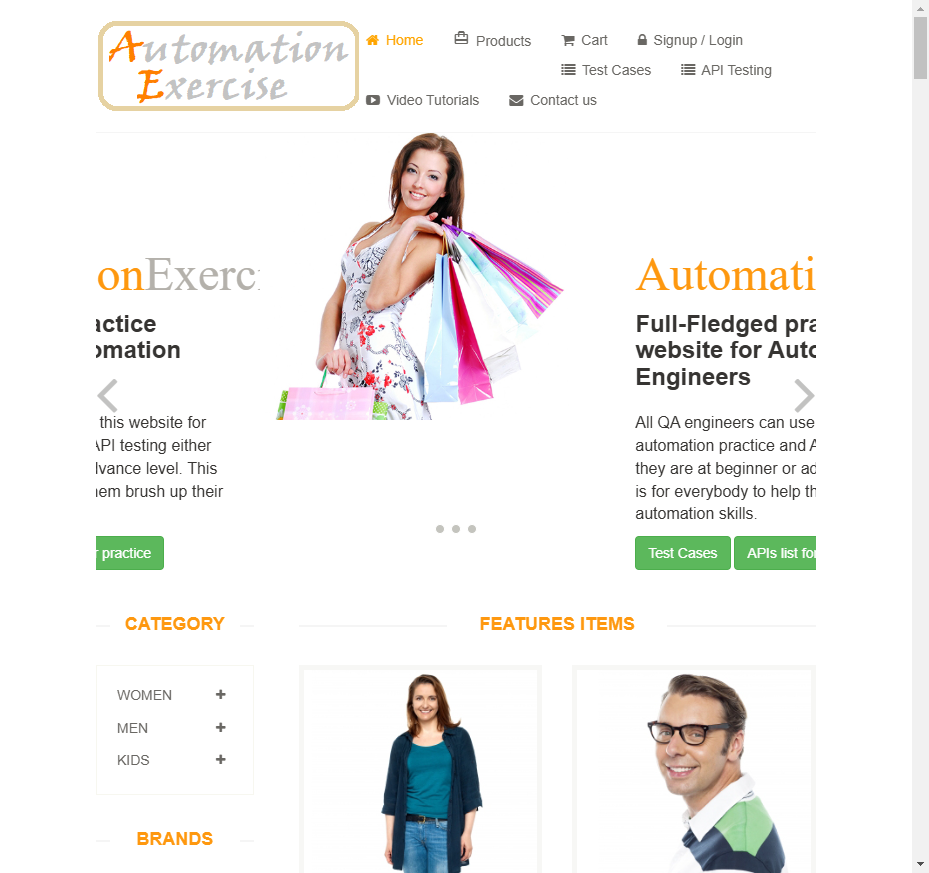 Automation
Exercise
Home
Products
Cart
Signup / Login
Test Cases
API Testing
Video Tutorials
Contact us
onExerc
actice
omation
this website for
API testing either
lvance level. This
em brush up their
practice
Automati
Full-Fledged pra
website for Auto
Engineers
All QA engineers can use
automation practice and A
they are at beginner or ad
is for everybody to help th
automation skills.
Test Cases
APIs list for
CATEGORY
FEATURES ITEMS
WOMEN
MEN
KIDS
BRANDS